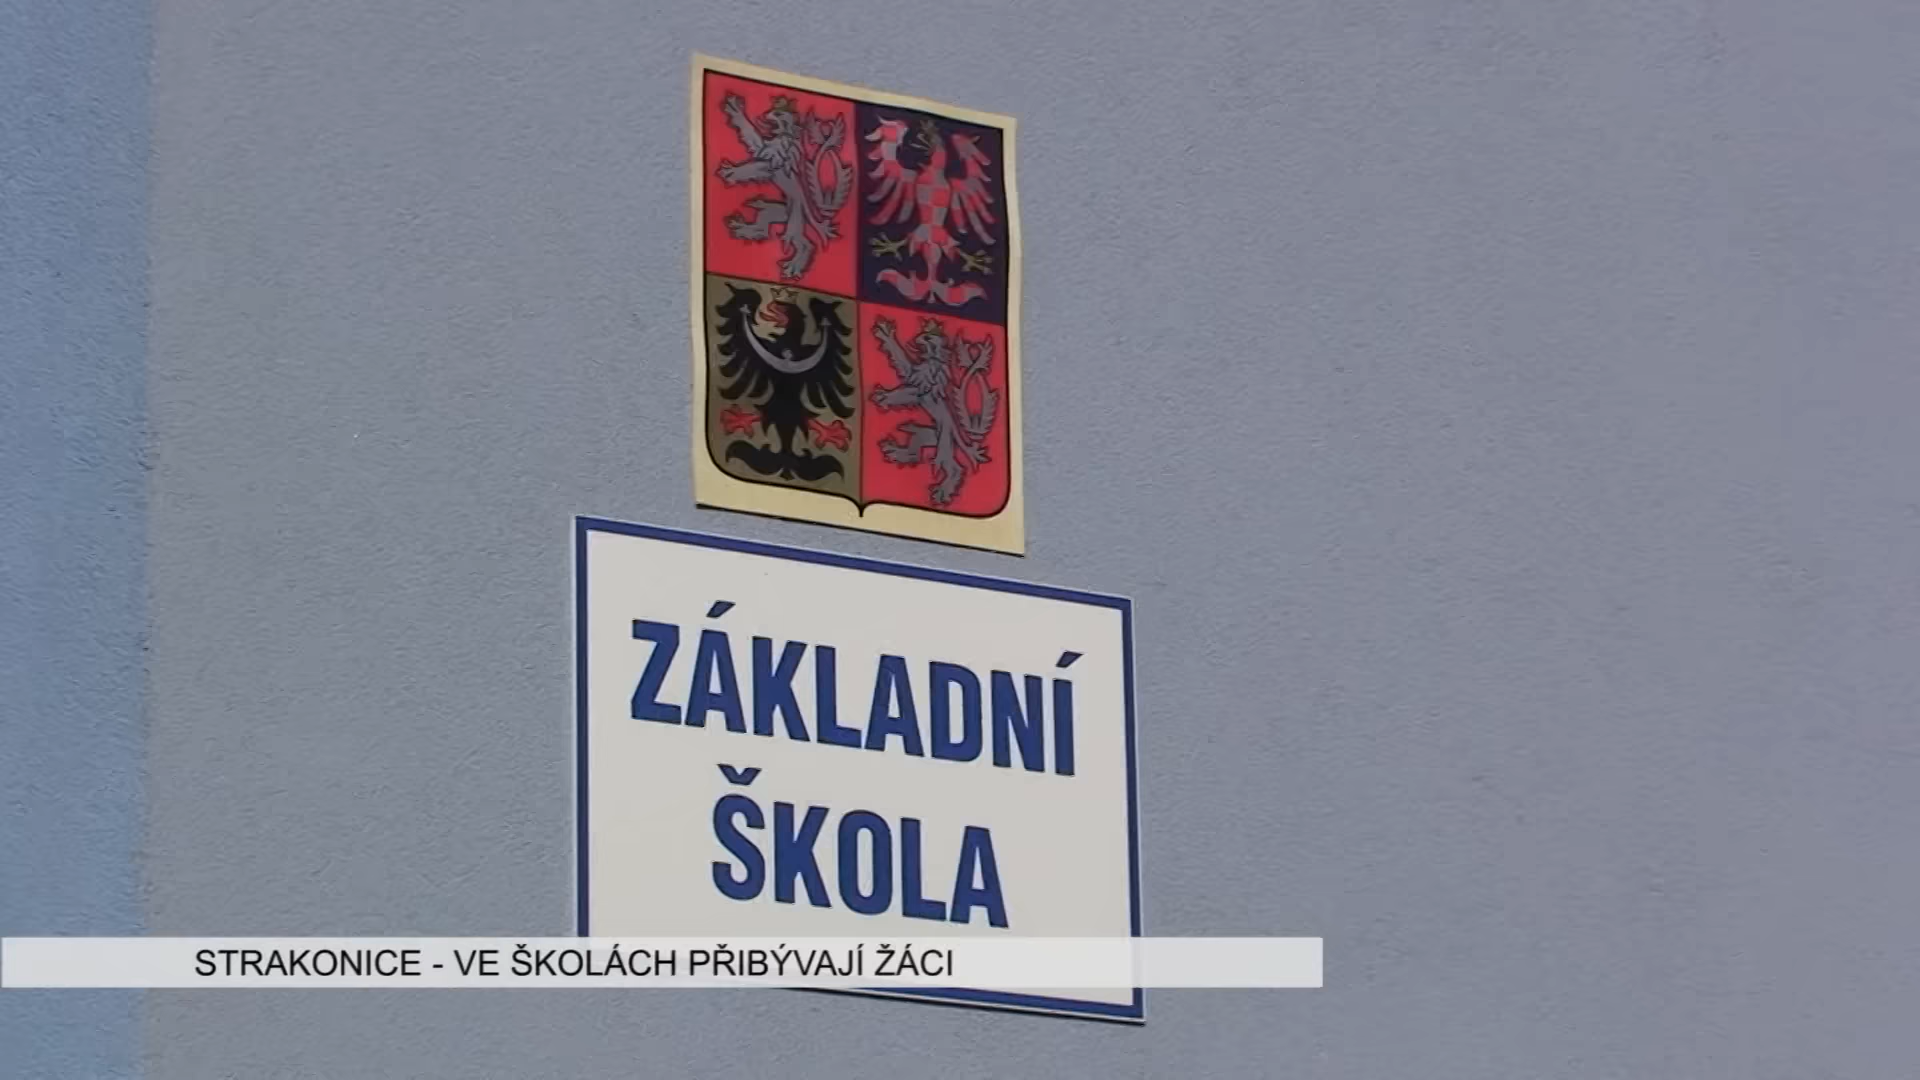 ZÁKLADNÍ
ŠKOLA
STRAKONICE - VE ŠKOLÁCH PŘIBÝVAJÍ ŽÁCI